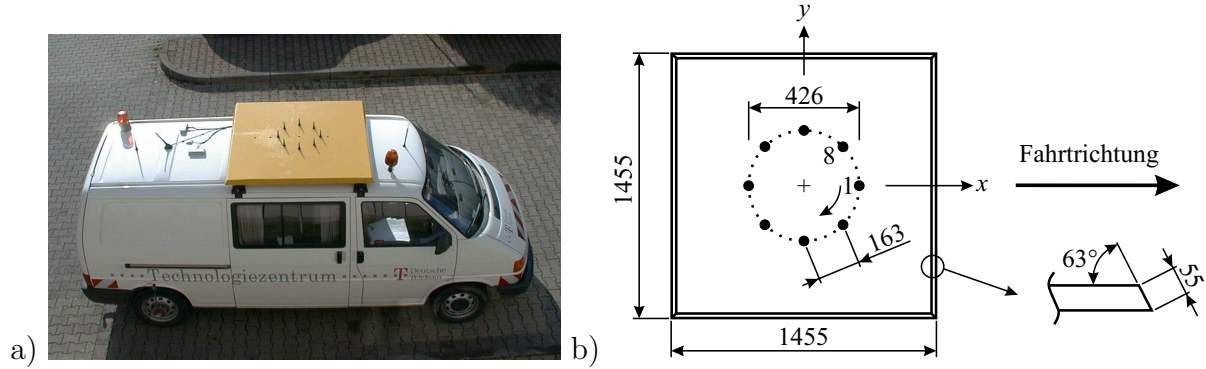 a)
Technologiezentrum
T Deutsche
Telekom
b)
y
426
1455
8
1
x
Fahrtrichtung
163
63°
55
1455